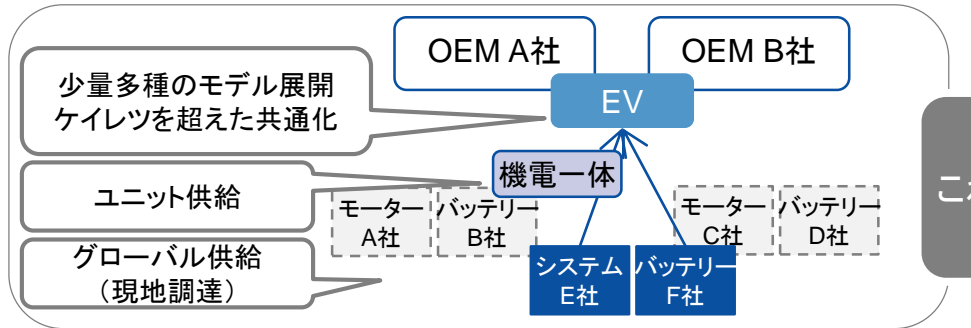 OEM A社
OEM B社
少量多種のモデル展開
ケイレツを超えた共通化
EV
機電一体
ユニット供給
モーター
A社
バッテリー
B社
モーター
C社
バッテリー
D社
グローバル供給
（現地調達）
システム
E社
バッテリー
F社